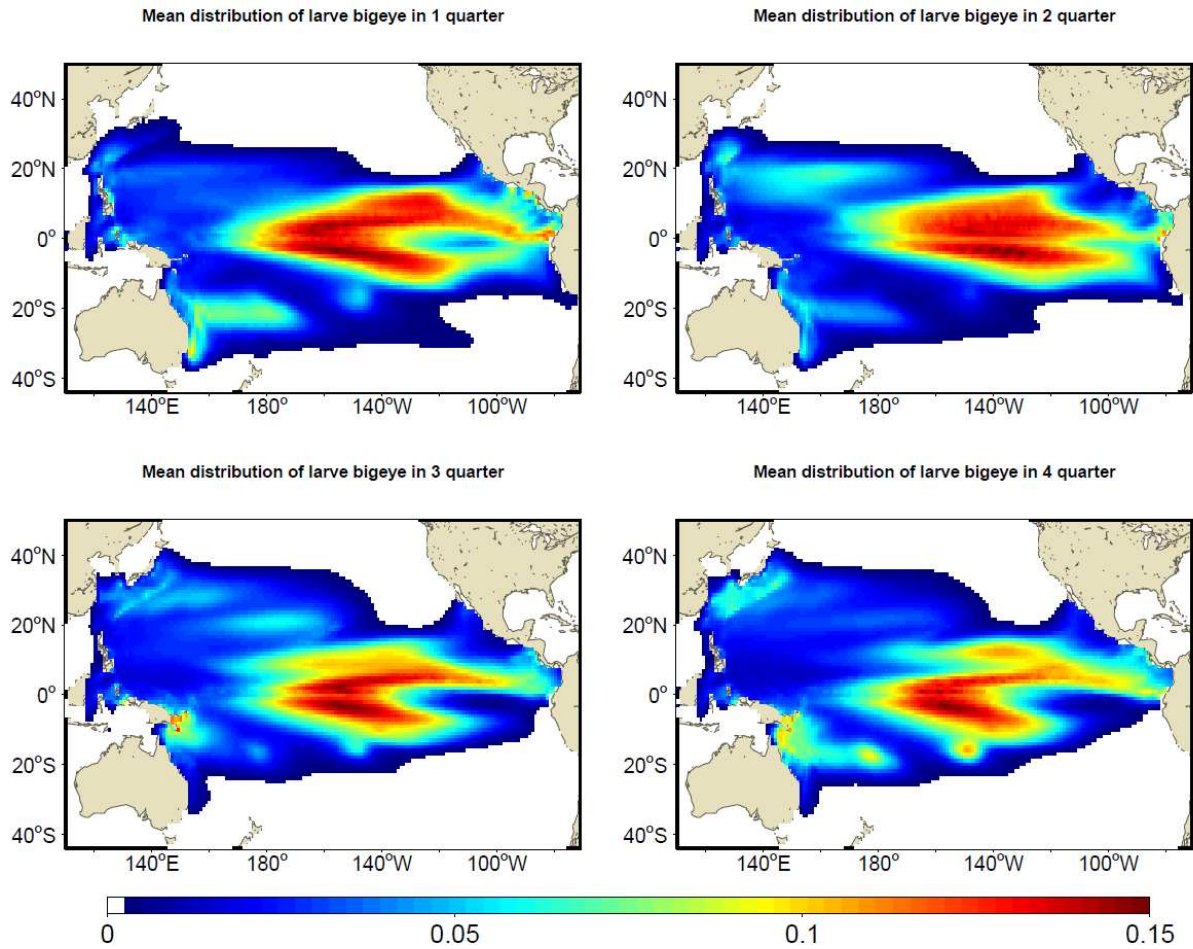 Mean distribution of larve bigeye in 1 quarter
40°N
20°N
0°
20°S
40°S
140°E 180° 140°W 100°W
Mean distribution of larve bigeye in 2 quarter
40°N
20°N
0°
20°S
40°S
140°E 180° 140°W 100°W
Mean distribution of larve bigeye in 3 quarter
40°N
20°N
0°
20°S
40°S
140°E 180° 140°W 100°W
Mean distribution of larve bigeye in 4 quarter
40°N
20°N
0°
20°S
40°S
140°E 180° 140°W 100°W
0 0.05 0.1 0.15